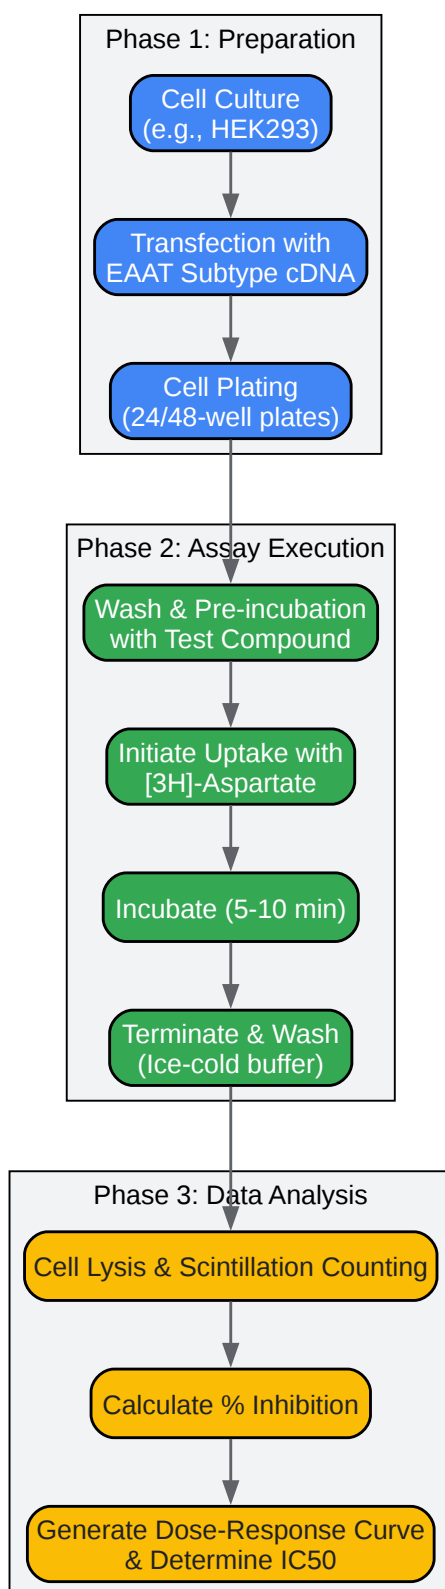 Phase 1: Preparation
Cell Culture
(e.g., HEK293)
Transfection with
EAAT Subtype cDNA
Cell Plating
(24/48-well plates)
Phase 2: Assay Execution
Wash & Pre-incubation
with Test Compound
Initiate Uptake with
[3H]-Aspartate
Incubate (5-10 min)
Terminate & Wash
(Ice-cold buffer)
Phase 3: Data Analysis
Cell Lysis & Scintillation Counting
Calculate % Inhibition
Generate Dose-Response Curve
& Determine IC50